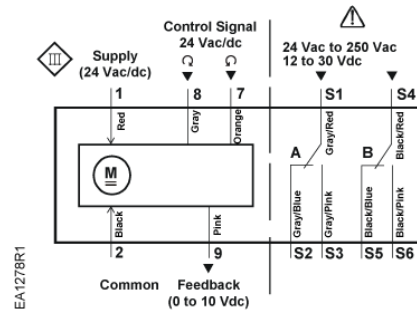 Control Signal
24 Vac/dc
Supply
(24 Vac/dc)
III
24 Vac to 250 Vac
12 to 30 Vdc
1
8
7
S1
S4
Red
Gray
Orange
Gray/Red
Black/Red
M
A
B
Black
Pink
Gray/Blue
Gray/Pink
Black/Blue
Black/Pink
2
9
S2
S3
S5
S6
Common
Feedback
(0 to 10 Vdc)
EA1278R1